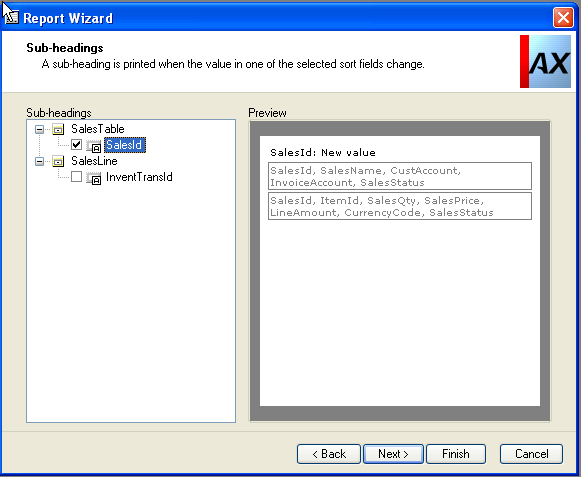 Report Wizard
Sub-headings
A sub-heading is printed when the value in one of the selected sort fields change.
AX
Sub-headings
SalesTable
SalesId
SalesLine
InventTransId
Preview
SalesId: New value
SalesId, SalesName, CustAccount,
InvoiceAccount, SalesStatus
SalesId, ItemId, SalesQty, SalesPrice,
LineAmount, CurrencyCode, SalesStatus
< Back
Next >
Finish
Cancel